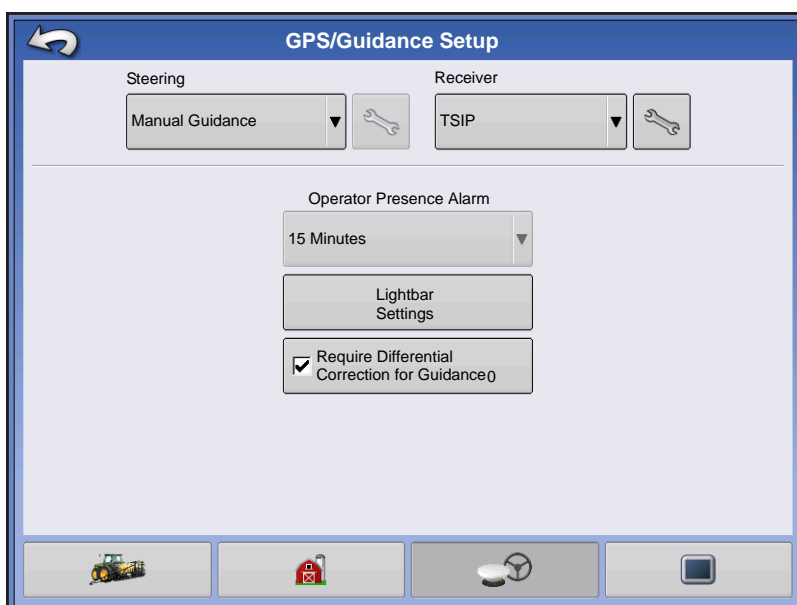 GPS/Guidance Setup
Steering
Receiver
Manual Guidance
TSIP
Operator Presence Alarm
15 Minutes
Lightbar
Settings
Require Differential
Correction for Guidance0